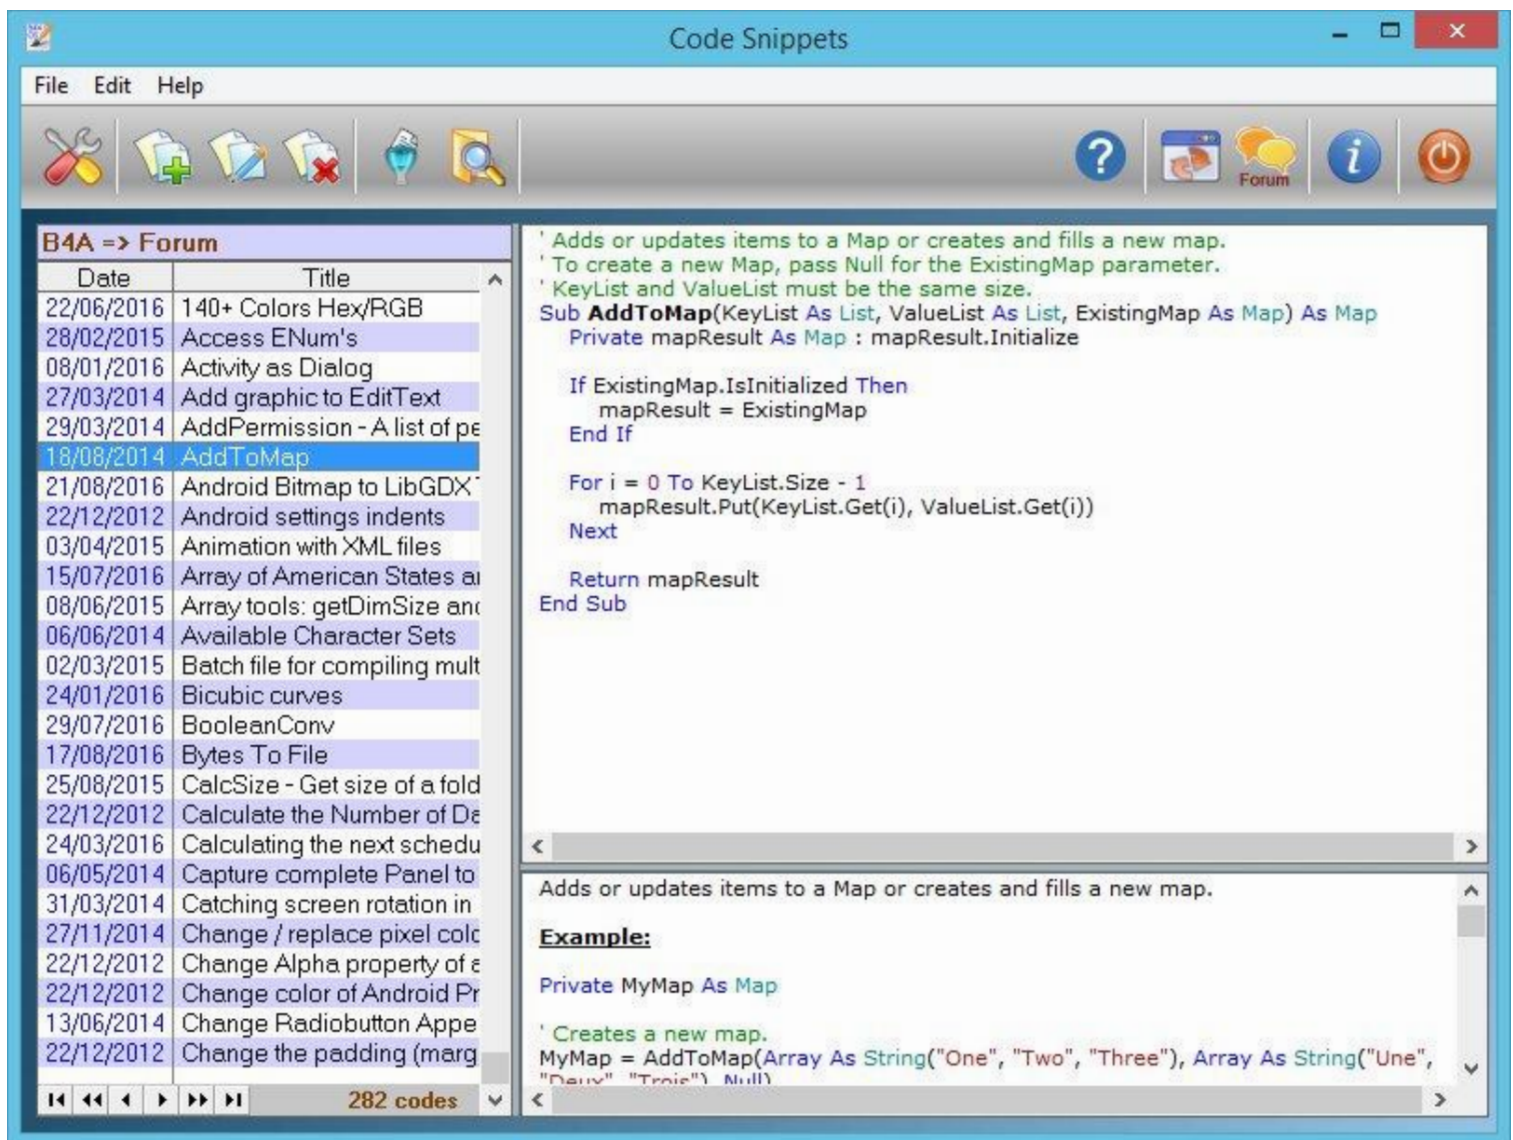 Code Snippets
File Edit Help
Forum
B4A => Forum
Date Title
22/06/2016 140+ Colors Hex/RGB
28/02/2015 Access ENum's
08/01/2016 Activity as Dialog
27/03/2014 Add graphic to EditText
29/03/2014 AddPermission - A list of pe
18/08/2014 AddToMap
21/08/2016 Android Bitmap to LibGDX
22/12/2012 Android settings indents
03/04/2015 Animation with XML files
15/07/2016 Array of American States a
08/06/2015 Array tools: getDimSize and
06/06/2014 Available Character Sets
02/03/2015 Batch file for compiling mult
24/01/2016 Bicubic curves
29/07/2016 BooleanConv
17/08/2016 Bytes To File
25/08/2015 CalcSize - Get size of a fold
22/12/2012 Calculate the Number of Da
24/03/2016 Calculating the next schedu
06/05/2014 Capture complete Panel to
31/03/2014 Catching screen rotation in
27/11/2014 Change / replace pixel colo
22/12/2012 Change Alpha property of a
22/12/2012 Change color of Android Pr
13/06/2014 Change Radiobutton Appe
22/12/2012 Change the padding (marg
282 codes
' Adds or updates items to a Map or creates and fills a new map.
' To create a new Map, pass Null for the ExistingMap parameter.
' KeyList and ValueList must be the same size.
Sub AddToMap(KeyList As List, ValueList As List, ExistingMap As Map) As Map
Private mapResult As Map : mapResult.Initialize
If ExistingMap.IsInitialized Then
mapResult = ExistingMap
End If
For i = 0 To KeyList.Size - 1
mapResult.Put(KeyList.Get(i), ValueList.Get(i))
Next
Return mapResult
End Sub
Adds or updates items to a Map or creates and fills a new map.
Example:
Private MyMap As Map
' Creates a new map.
MyMap = AddToMap(Array As String("One", "Two", "Three"), Array As String("Une",
"Deux", "Trois"), Null)